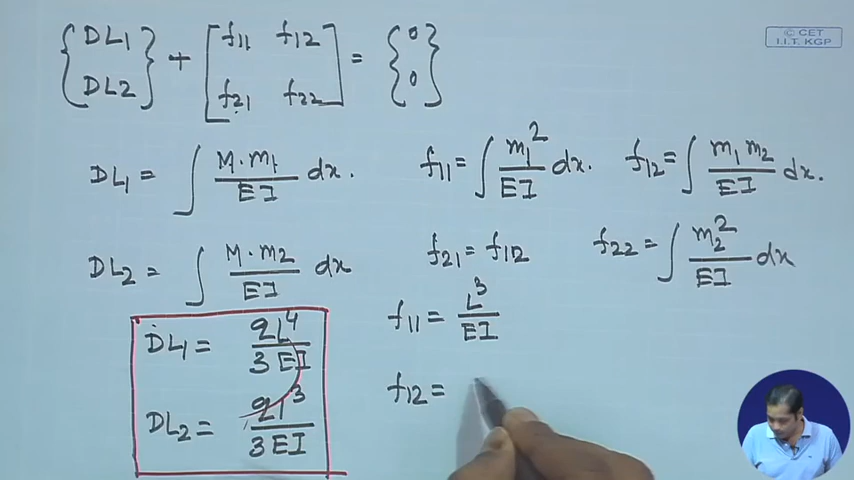 {DL1 DL2} + [f11 f12 f21 f22] = {0 0}
© CET
I.I.T. KGP
DL1 = ∫ M·m1/EI dx.
f11 = ∫ m1²/EI dx.
f12 = ∫ m1 m2/EI dx.
DL2 = ∫ M·m2/EI dx
f21 = f12
f22 = ∫ m2²/EI dx
DL1 = qL⁴/3EI
DL2 = qL³/3EI
f11 = L³/EI
f12 =